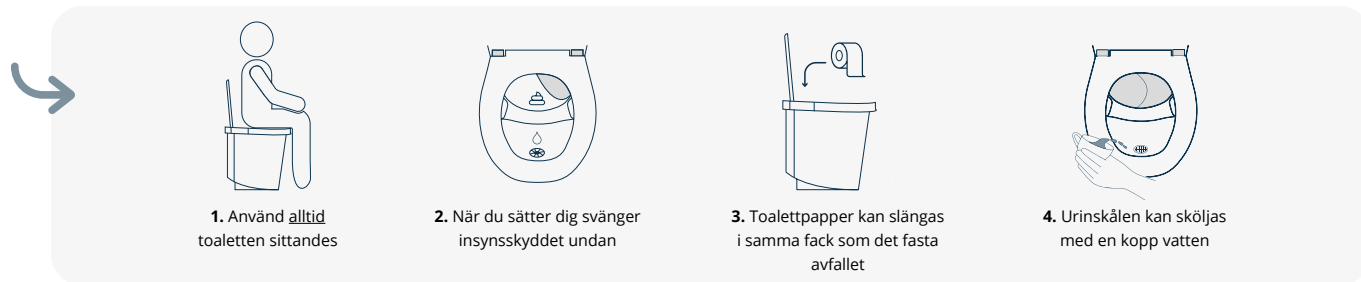 1. Använd alltid
toaletten sittandes
2. När du sätter dig svänger
insynsskyddet undan
3. Toalettpapper kan slängas
i samma fack som det fasta
avfallet
4. Urinskålen kan sköljas
med en kopp vatten